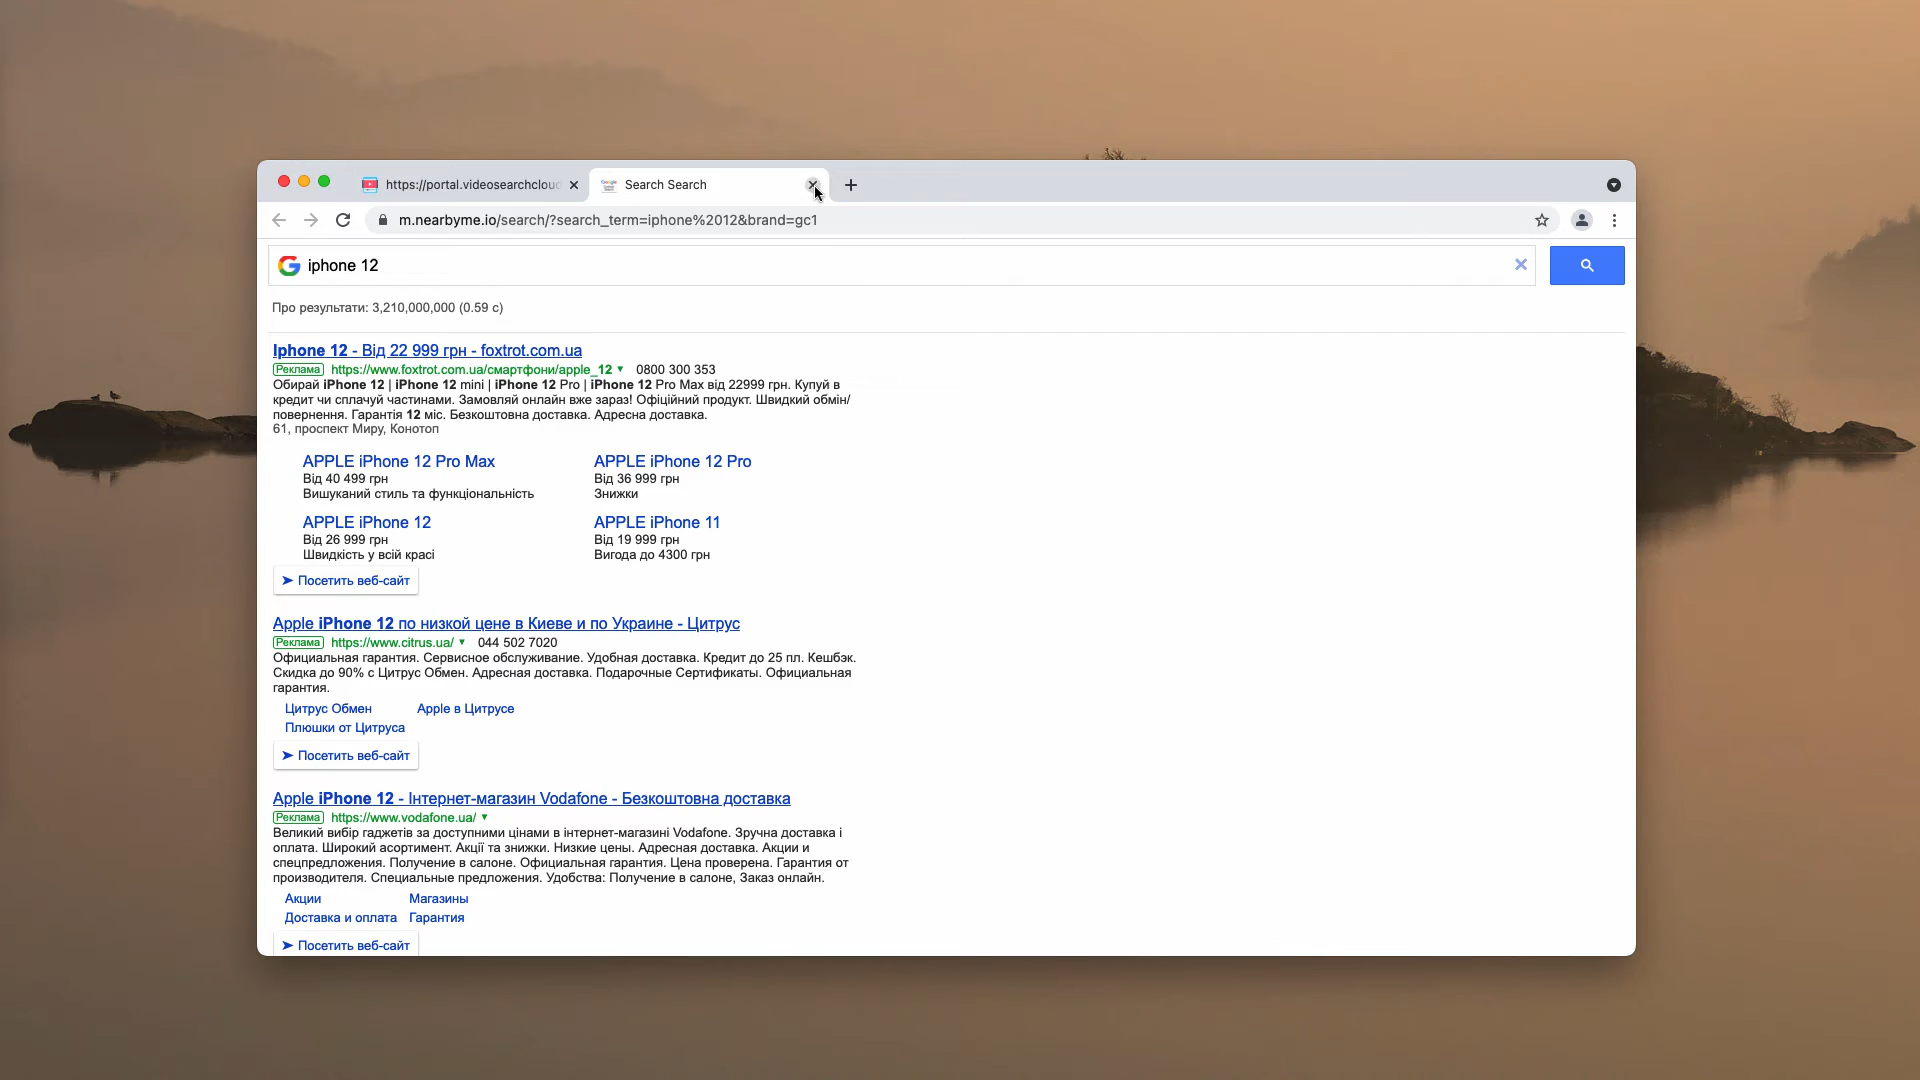 https://portal.videosearchcloud
Search Search
m.nearbyme.io/search/?search_term=iphone%2012&brand=gc1
iphone 12
Про результати: 3,210,000,000 (0.59 с)
Iphone 12 - Від 22 999 грн - foxtrot.com.ua
Реклама https://www.foxtrot.com.ua/смартфони/apple_12 ▼ 0800 300 353
Обирай iPhone 12 | iPhone 12 mini | iPhone 12 Pro | iPhone 12 Pro Max від 22999 грн. Купуй в
кредит чи сплачуй частинами. Замовляй онлайн вже зараз! Офіційний продукт. Швидкий обмін/
повернення. Гарантія 12 міс. Безкоштовна доставка. Адресна доставка.
61, проспект Миру, Конотоп
APPLE iPhone 12 Pro Max
Від 40 499 грн
Вишуканий стиль та функціональність
APPLE iPhone 12 Pro
Від 36 999 грн
Знижки
APPLE iPhone 12
Від 26 999 грн
Швидкість у всій красі
APPLE iPhone 11
Від 19 999 грн
Вигода до 4300 грн
➤ Посетить веб-сайт
Apple iPhone 12 по низкой цене в Киеве и по Украине - Цитрус
Реклама https://www.citrus.ua/ ▼ 044 502 7020
Официальная гарантия. Сервисное обслуживание. Удобная доставка. Кредит до 25 пл. Кешбэк.
Скидка до 90% с Цитрус Обмен. Адресная доставка. Подарочные Сертификаты. Официальная
гарантия.
Цитрус Обмен Apple в Цитрусе
Плюшки от Цитруса
➤ Посетить веб-сайт
Apple iPhone 12 - Інтернет-магазин Vodafone - Безкоштовна доставка
Реклама https://www.vodafone.ua/ ▼
Великий вибір гаджетів за доступними цінами в інтернет-магазині Vodafone. Зручна доставка і
оплата. Широкий асортимент. Акції та знижки. Низкие цены. Адресная доставка. Акции и
спецпредложения. Получение в салоне. Официальная гарантия. Цена проверена. Гарантия от
производителя. Специальные предложения. Удобства: Получение в салоне, Заказ онлайн.
Акции Магазины
Доставка и оплата Гарантия
➤ Посетить веб-сайт